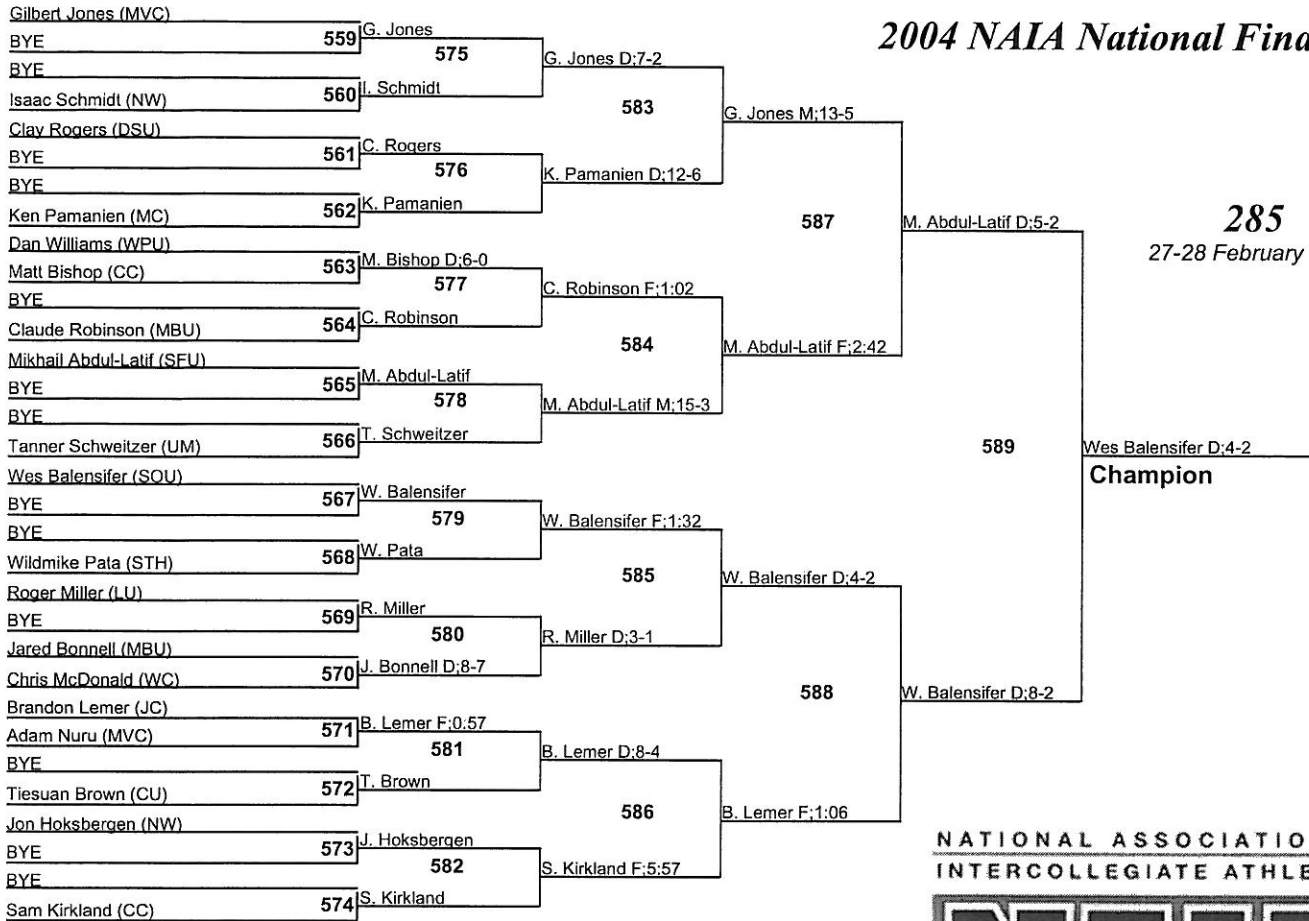 2004 NAIA National Fina
285
27-28 February
Gilbert Jones (MVC)
BYE
BYE
Isaac Schmidt (NW)
Clay Rogers (DSU)
BYE
BYE
Ken Pamanien (MC)
Dan Williams (WPU)
Matt Bishop (CC)
BYE
Claude Robinson (MBU)
Mikhail Abdul-Latif (SFU)
BYE
BYE
Tanner Schweitzer (UM)
Wes Balensifer (SOU)
BYE
BYE
Wildmike Pata (STH)
Roger Miller (LU)
BYE
Jared Bonnell (MBU)
Chris McDonald (WC)
Brandon Lemer (JC)
Adam Nuru (MVC)
BYE
Tiesuan Brown (CU)
Jon Hoksbergen (NW)
BYE
BYE
Sam Kirkland (CC)
559 G. Jones
575
560 I. Schmidt
561 C. Rogers
576
562 K. Pamanien
563 M. Bishop D;6-0
577
564 C. Robinson
565 M. Abdul-Latif
578
566 T. Schweitzer
567 W. Balensifer
579
568 W. Pata
569 R. Miller
580
570 J. Bonnell D;8-7
571 B. Lemer F;0:57
581
572 T. Brown
573 J. Hoksbergen
582
574 S. Kirkland
G. Jones D;7-2
583
K. Pamanien D;12-6
C. Robinson F;1:02
584
M. Abdul-Latif M;15-3
W. Balensifer F;1:32
585
R. Miller D;3-1
B. Lemer D;8-4
586
S. Kirkland F;5:57
G. Jones M;13-5
587
M. Abdul-Latif F;2:42
W. Balensifer D;4-2
588
B. Lemer F;1:06
M. Abdul-Latif D;5-2
589
W. Balensifer D;8-2
Wes Balensifer D;4-2
Champion
NATIONAL ASSOCIATIO
INTERCOLLEGIATE ATHLE